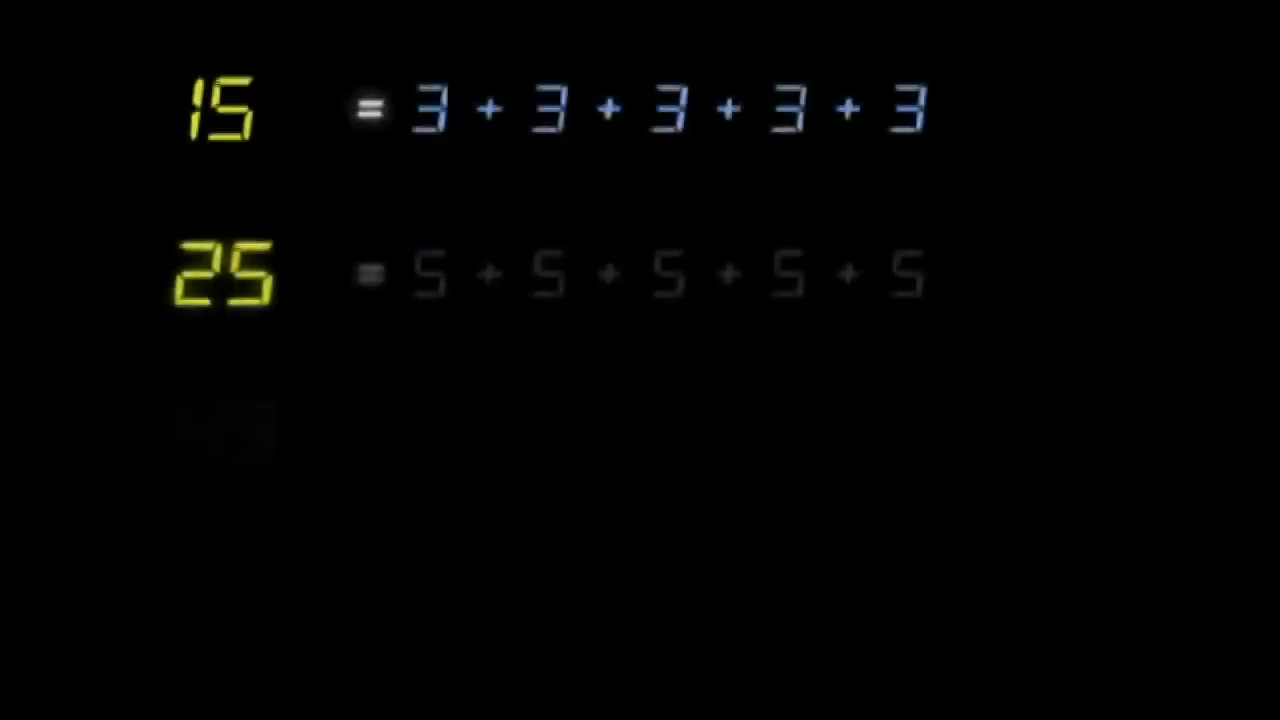 15 = 3 + 3 + 3 + 3 + 3
25 = 5 + 5 + 5 + 5 + 5